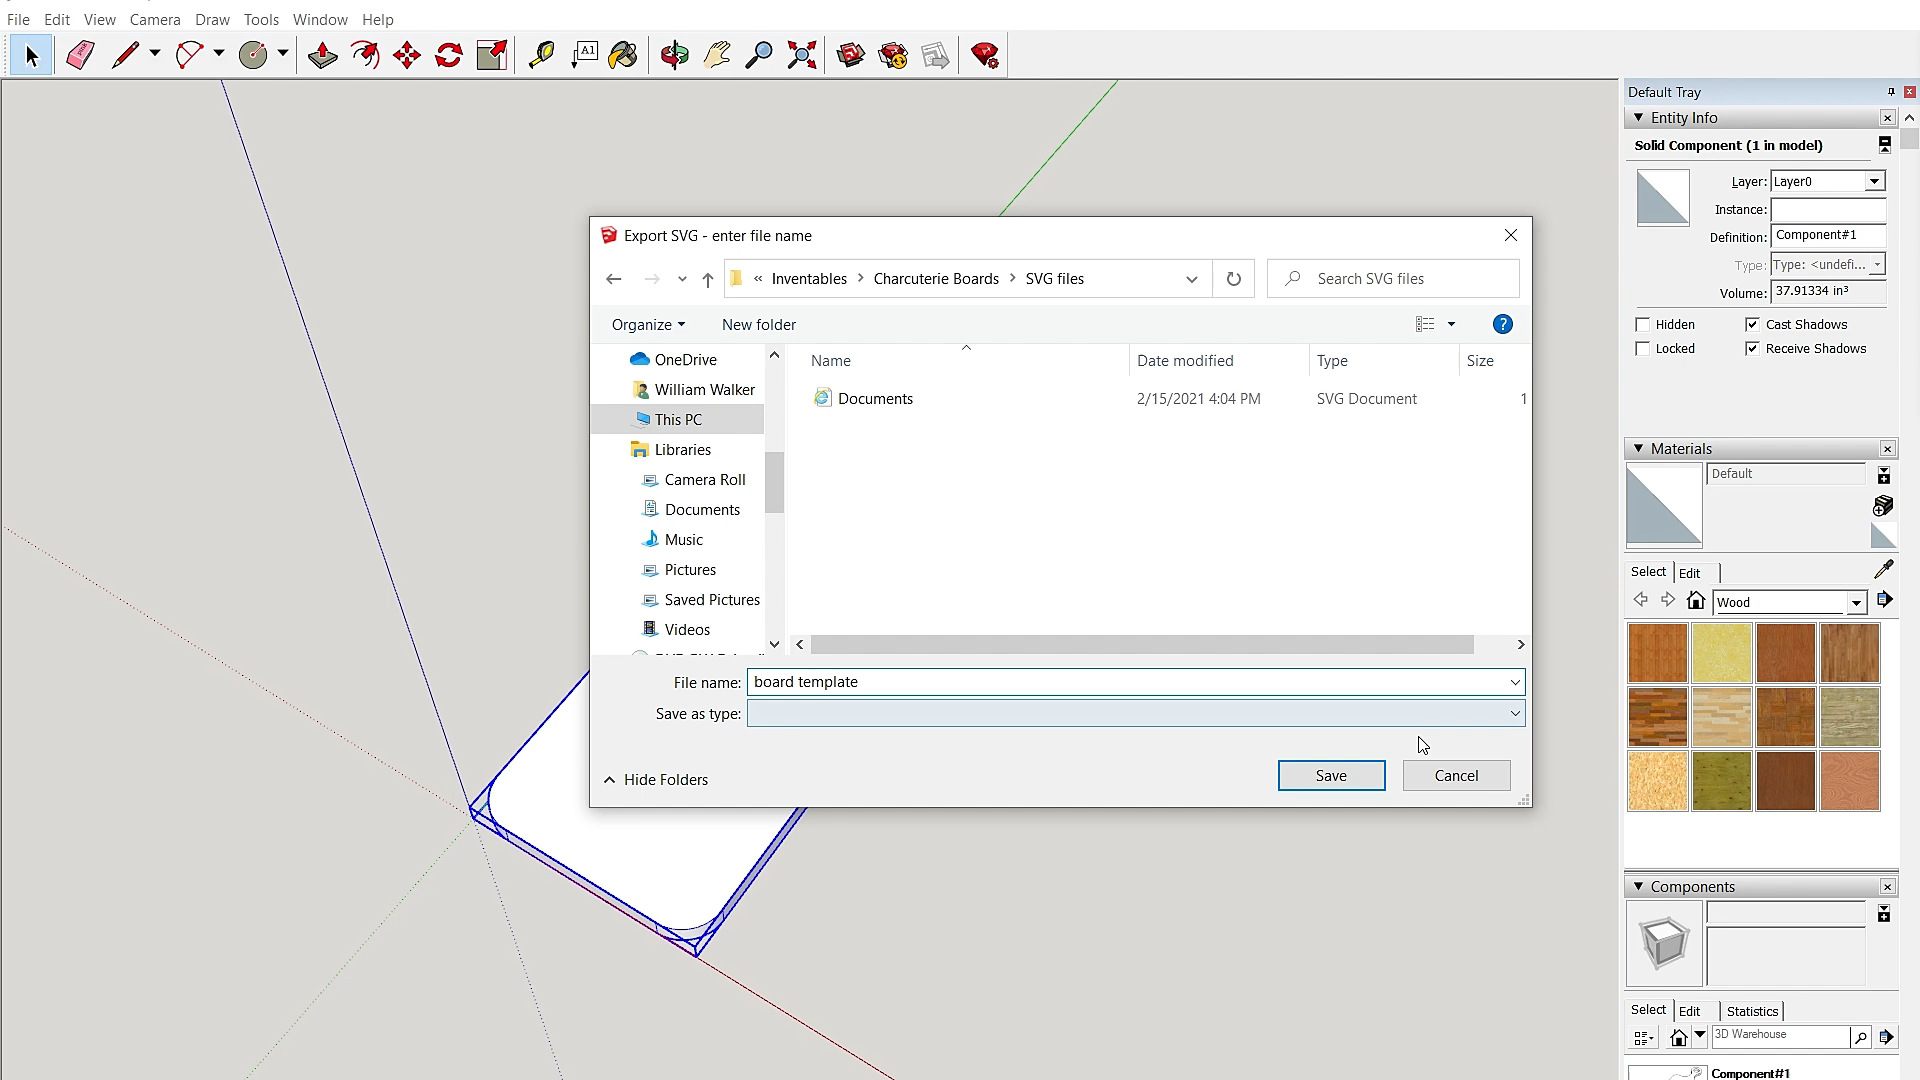 File Edit View Camera Draw Tools Window Help
A1
Default Tray
Entity Info
Solid Component (1 in model)
Layer: Layer0
Instance:
Definition: Component#1
Type: Type: <undefi...
Volume: 37.91334 in³
Hidden Cast Shadows
Locked Receive Shadows
Export SVG - enter file name
« Inventables > Charcuterie Boards > SVG files
Search SVG files
Organize New folder
?
OneDrive
William Walker
This PC
Libraries
Camera Roll
Documents
Music
Pictures
Saved Pictures
Videos
Name Date modified Type Size
Documents 2/15/2021 4:04 PM SVG Document 1
File name: board template
Save as type:
Hide Folders
Save Cancel
Materials
Default
Select Edit
Wood
Components
Select Edit Statistics
3D Warehouse
Component#1